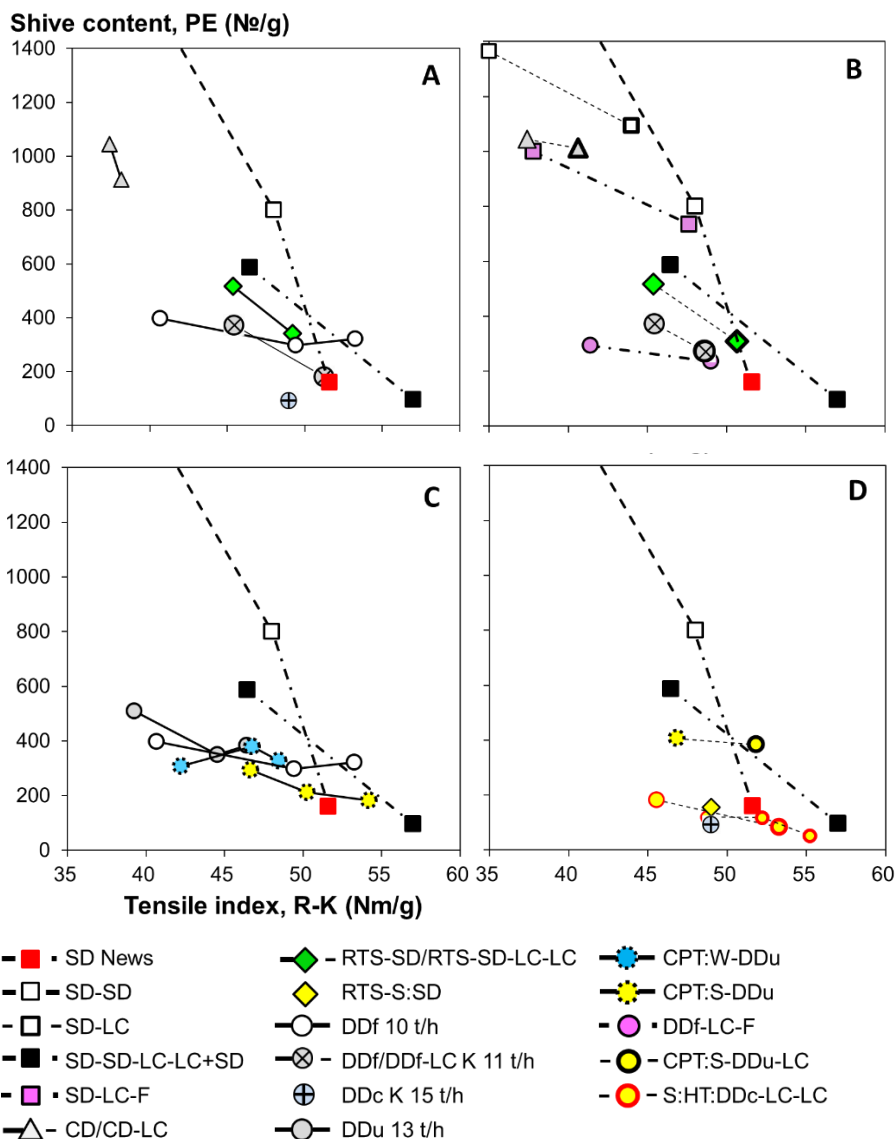 Shive content, PE (№/g)
1400
1200
1000
800
600
400
200
0
A
B
1400
1200
1000
800
600
400
200
0
C
D
35 40 45 50 55 60 35 40 45 50 55 60
Tensile index, R-K (Nm/g)
SD News
SD-SD
SD-LC
SD-SD-LC-LC+SD
SD-LC-F
CD/CD-LC
RTS-SD/RTS-SD-LC-LC
RTS-S:SD
DDf 10 t/h
DDf/DDf-LC K 11 t/h
DDc K 15 t/h
DDu 13 t/h
CPT:W-DDu
CPT:S-DDu
DDf-LC-F
CPT:S-DDu-LC
S:HT:DDc-LC-LC